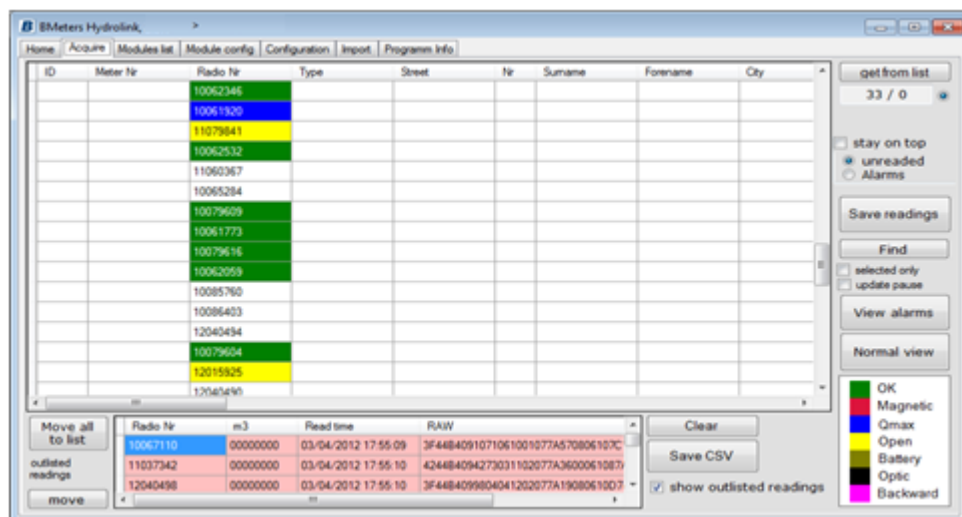 B BMeters Hydrolink, >
Home Acquire Modules list Module config Configuration Import Programm Info
ID Meter Nr Radio Nr Type Street Nr Surname Forename City
10062346
10061920
11079841
10062532
11060367
10065284
10079609
10061773
10079616
10062059
10085760
10086403
12040494
10079604
12015925
12040490
get from list
33 / 0
stay on top
unreaded
Alarms
Save readings
Find
selected only
update pause
View alarms
Normal view
OK
Magnetic
Qmax
Open
Battery
Optic
Backward
Move all
to list
outlisted
readings
move
Radio Nr m3 Read time RAW
10067110 00000000 03/04/2012 17:55:09 3F44B4091071061001077A570806107C
11037342 00000000 03/04/2012 17:55:10 4244B4094273031102077A3600061087
12040498 00000000 03/04/2012 17:55:10 3F44B4099804041202077A19080610D7
Clear
Save CSV
show outlisted readings